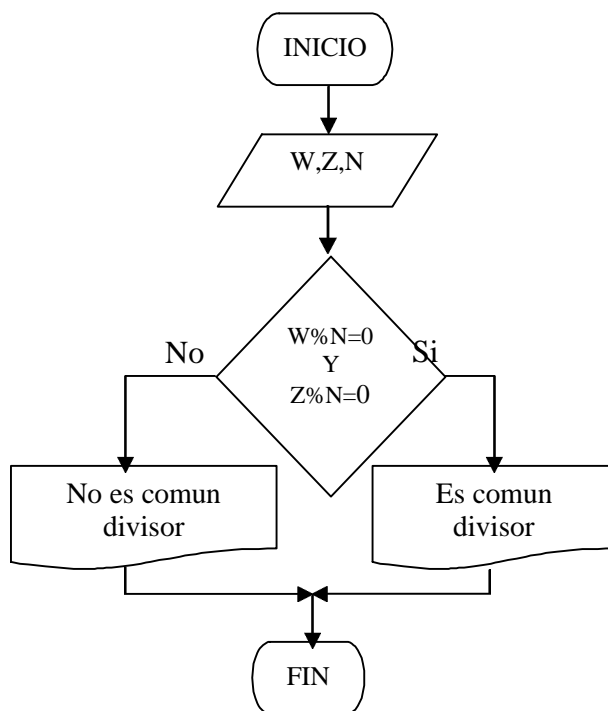 INICIO
W,Z,N
W%N=0
Y
Z%N=0
No
Si
No es comun
divisor
Es comun
divisor
FIN